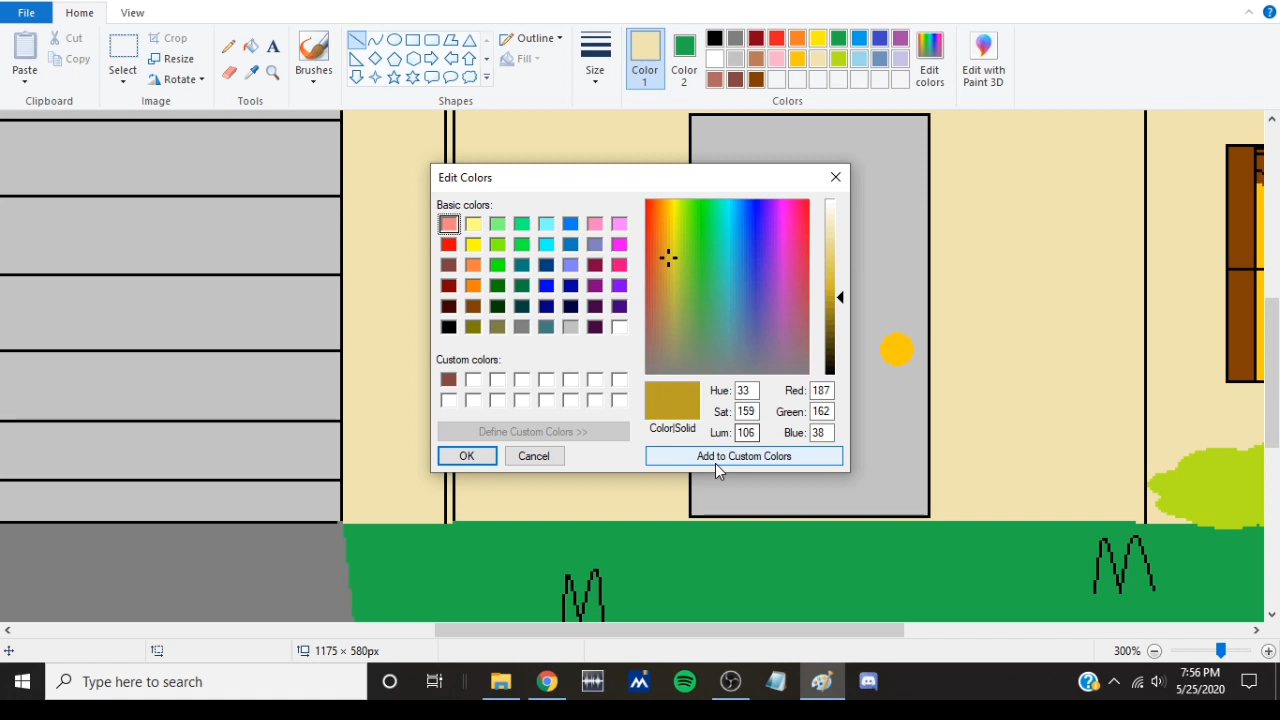 File Home View
Paste Cut Copy Clipboard
Select Crop Resize Rotate Image
A Tools
Brushes
Shapes Outline Fill
Size
Color 1 Color 2 Colors
Edit colors
Edit with Paint 3D
Edit Colors
Basic colors:
Custom colors:
Define Custom Colors >>
OK Cancel
Color|Solid
Hue: 33 Red: 187
Sat: 159 Green: 162
Lum: 106 Blue: 38
Add to Custom Colors
1175 × 580px 300%
Type here to search
7:56 PM
5/25/2020